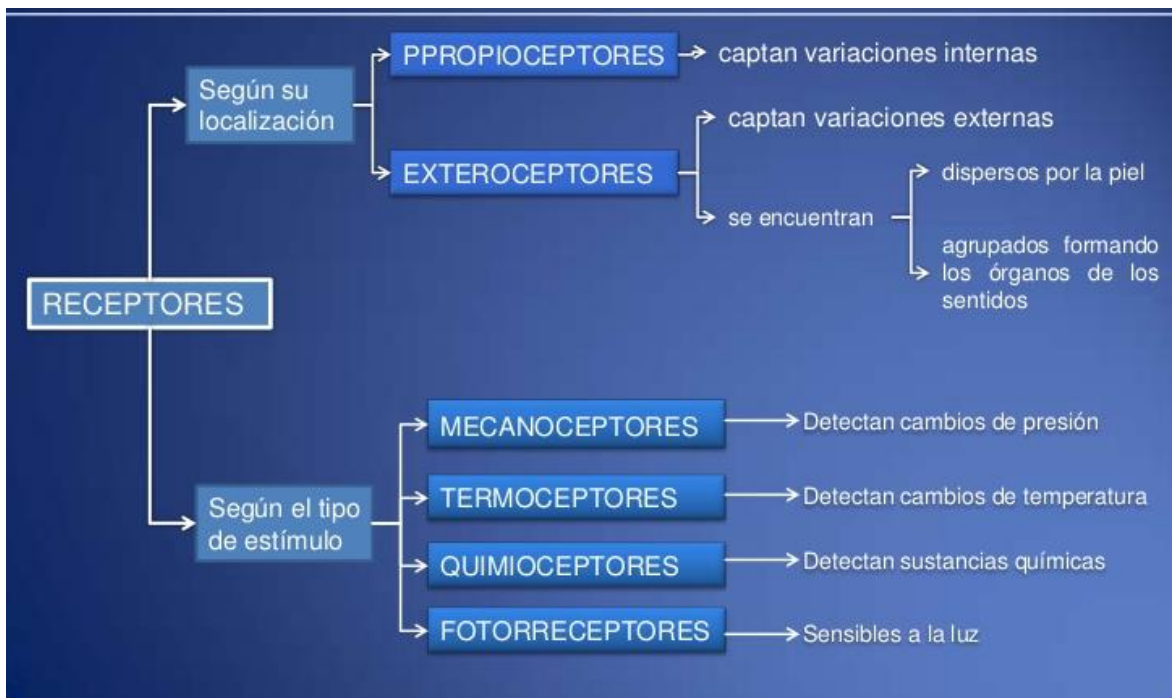 PPROPIOCEPTORES
captan variaciones internas
Según su
localización
captan variaciones externas
EXTEROCEPTORES
dispersos por la piel
se encuentran
agrupados formando
los órganos de los
sentidos
RECEPTORES
MECANOCEPTORES
Detectan cambios de presión
Según el tipo
de estímulo
TERMOCEPTORES
Detectan cambios de temperatura
QUIMIOCEPTORES
Detectan sustancias químicas
FOTORRECEPTORES
Sensibles a la luz